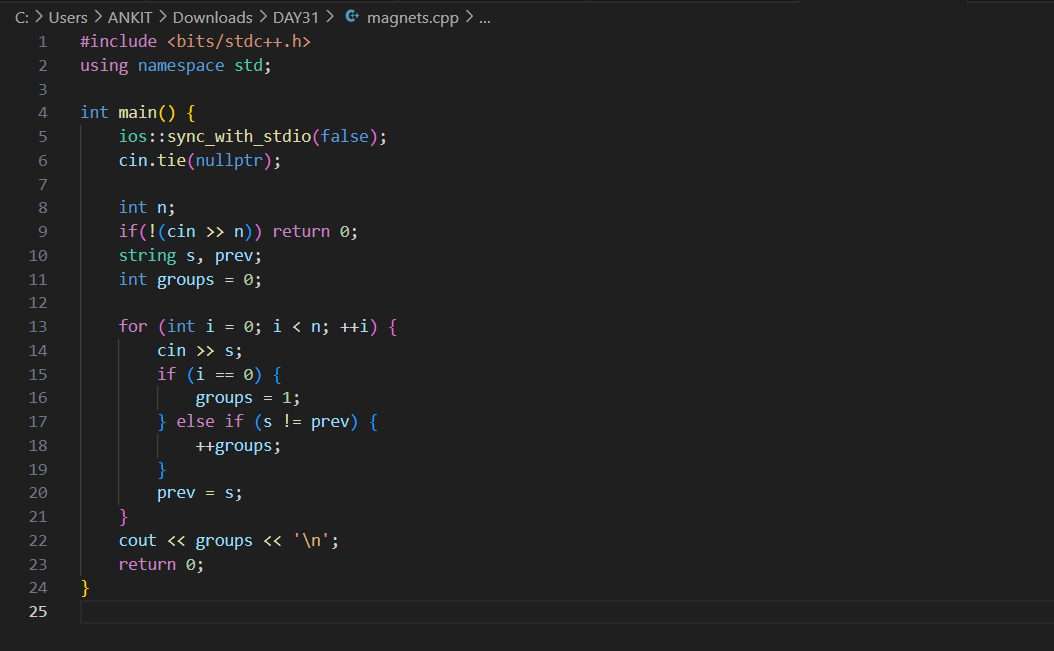 C: > Users > ANKIT > Downloads > DAY31 > magnets.cpp > ...
1 #include <bits/stdc++.h>
2 using namespace std;
3
4 int main() {
5     ios::sync_with_stdio(false);
6     cin.tie(nullptr);
7
8     int n;
9     if(!(cin >> n)) return 0;
10     string s, prev;
11     int groups = 0;
12
13     for (int i = 0; i < n; ++i) {
14         cin >> s;
15         if (i == 0) {
16             groups = 1;
17         } else if (s != prev) {
18             ++groups;
19         }
20         prev = s;
21     }
22     cout << groups << '\n';
23     return 0;
24 }
25